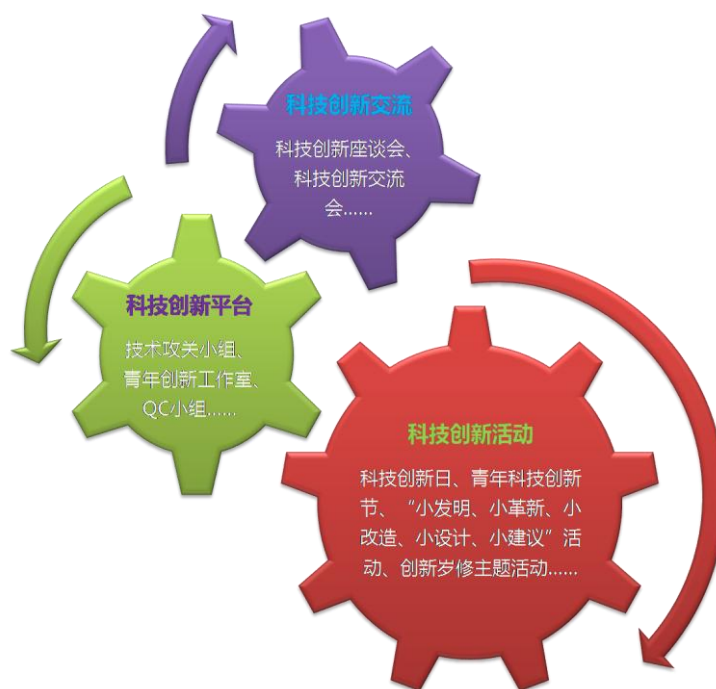 科技创新交流
科技创新座谈会、
科技创新交流
会……
科技创新平台
技术攻关小组、
青年创新工作室、
QC小组……
科技创新活动
科技创新日、青年科技创新
节、“小发明、小革新、小
改造、小设计、小建议”活
动、创新岁修主题活动……